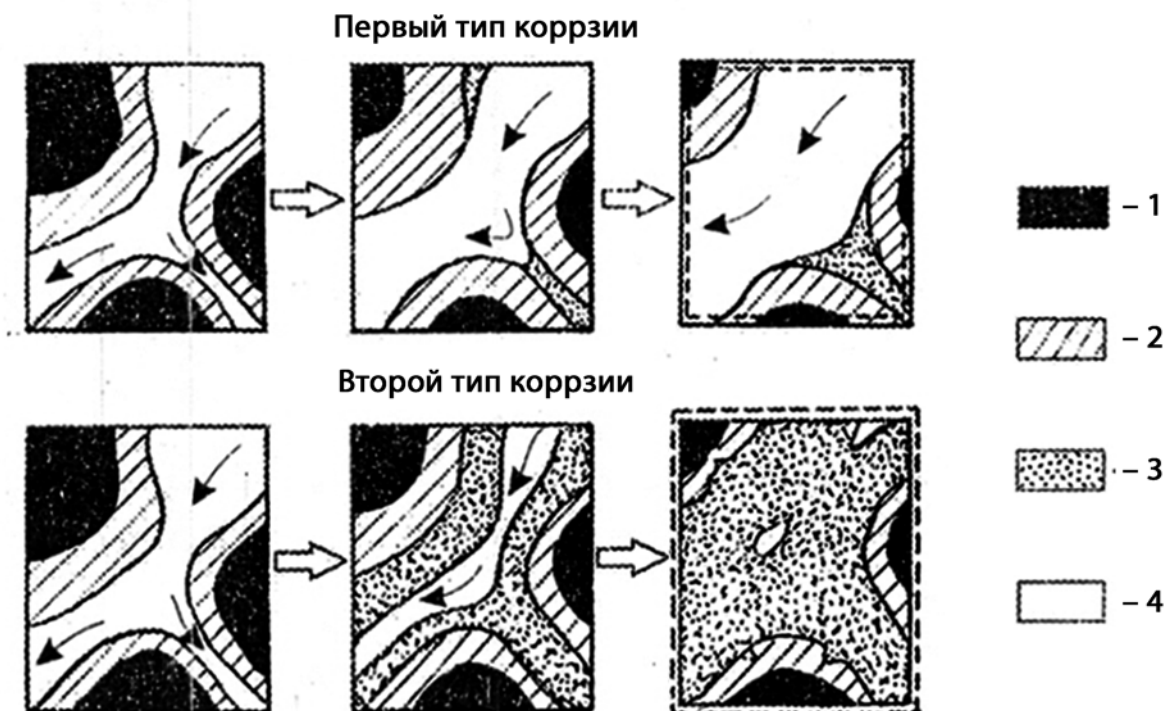 Первый тип коррзии
– 1
– 2
Второй тип коррзии
– 3
– 4